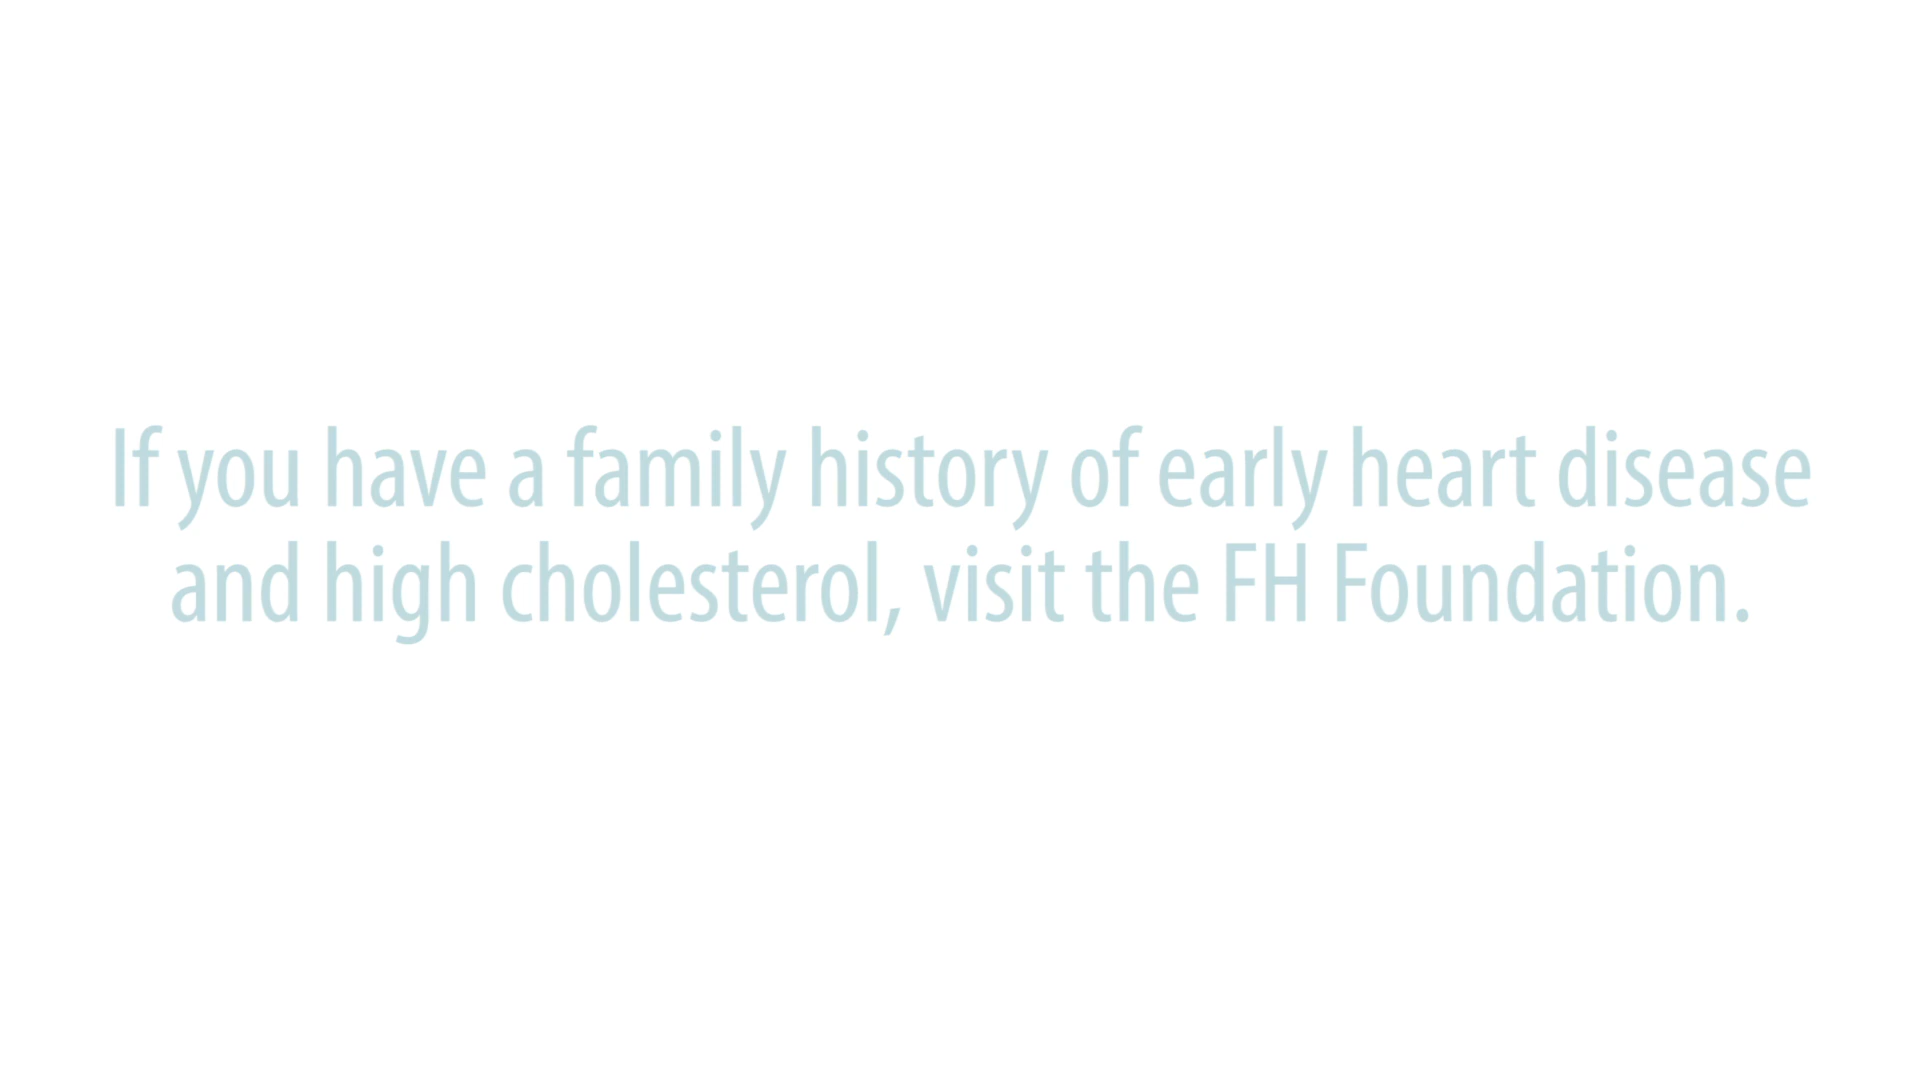 If you have a family history of early heart disease
and high cholesterol, visit the FH Foundation.